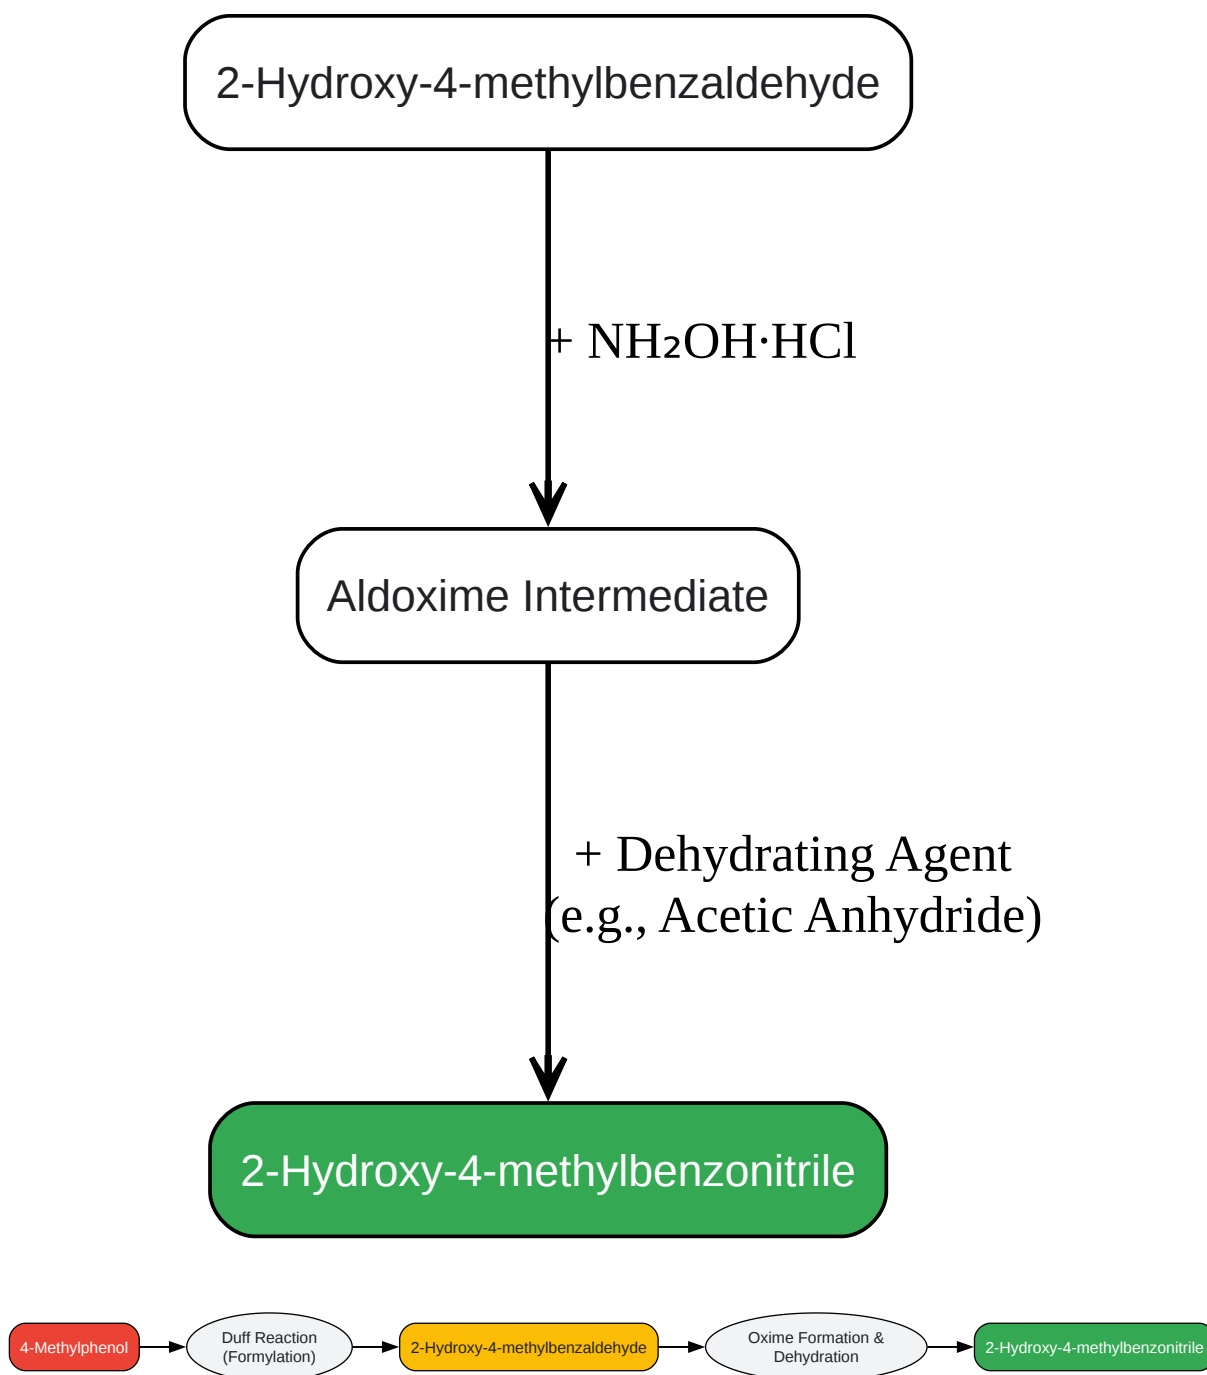 2-Hydroxy-4-methylbenzaldehyde
+ NH₂OH·HCl
Aldoxime Intermediate
+ Dehydrating Agent
(e.g., Acetic Anhydride)
2-Hydroxy-4-methylbenzonitrile
4-Methylphenol
Duff Reaction
(Formylation)
2-Hydroxy-4-methylbenzaldehyde
Oxime Formation &
Dehydration
2-Hydroxy-4-methylbenzonitrile